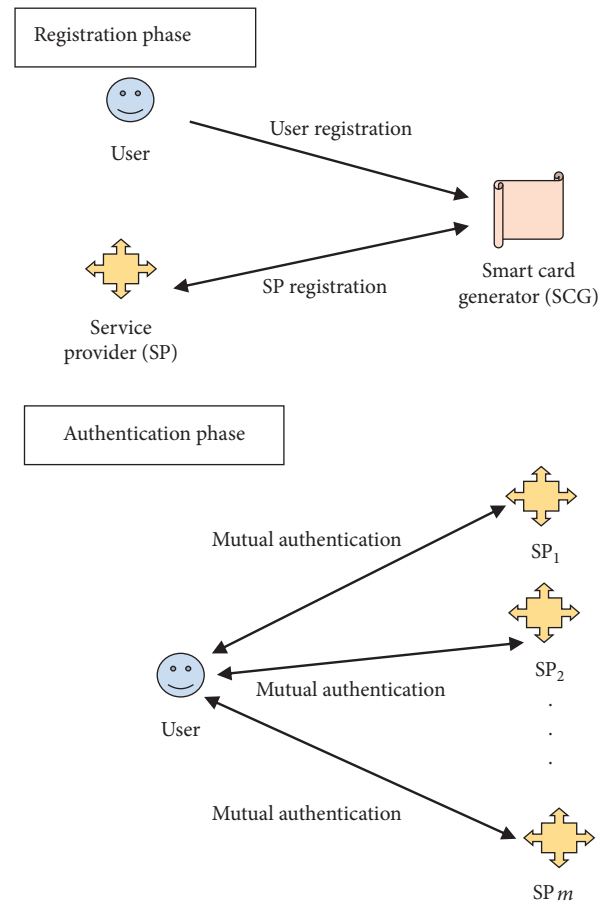 Registration phase
User
User registration
Smart card
generator (SCG)
SP registration
Service
provider (SP)
Authentication phase
Mutual authentication
SP1
Mutual authentication
SP2
User
.
.
.
Mutual authentication
SP m